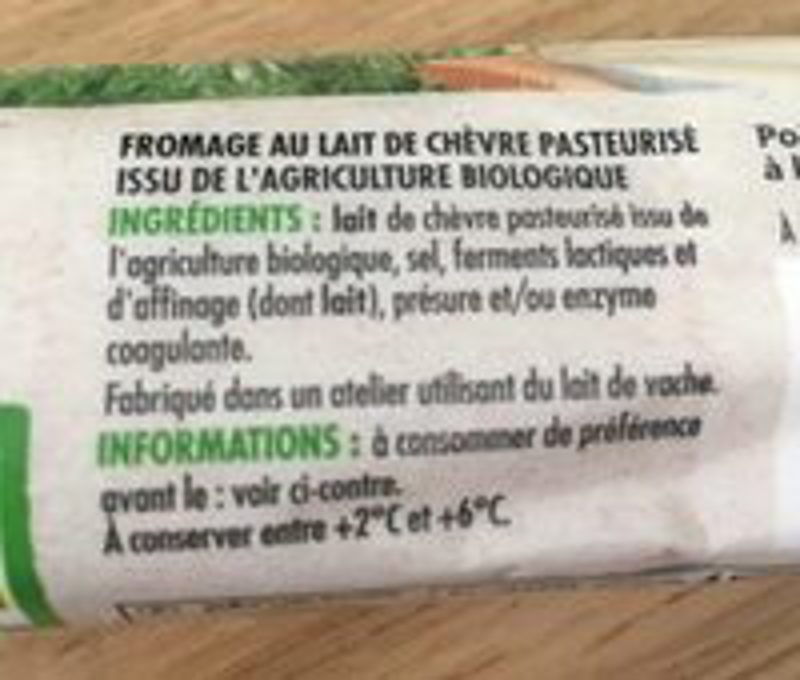 FROMAGE AU LAIT DE CHÈVRE PASTEURISÉ
ISSU DE L'AGRICULTURE BIOLOGIQUE
INGRÉDIENTS : lait de chèvre pasteurisé issu de
l'agriculture biologique, sel, ferments lactiques et
d'affinage (dont lait), présure et/ou enzyme
coagulante.
Fabriqué dans un atelier utilisant du lait de vache.
INFORMATIONS : à consommer de préférence
avant le : voir ci-contre.
À conserver entre +2°C et +6°C.
Po
à
À